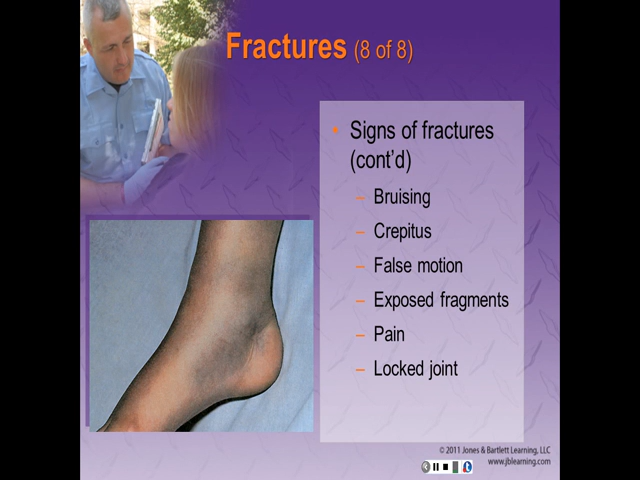 Fractures (8 of 8)
• Signs of fractures
(cont'd)
– Bruising
– Crepitus
– False motion
– Exposed fragments
– Pain
– Locked joint
© 2011 Jones & Bartlett Learning, LLC
www.jblearning.com